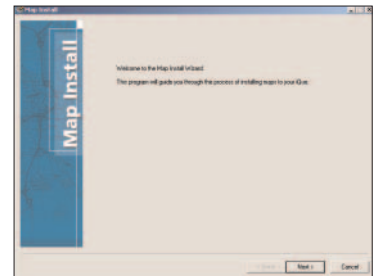 Map Install
Map Install
Welcome to the Map Install Wizard.
This program will guide you through the process of installing maps to your iQue.
< Back
Next >
Cancel